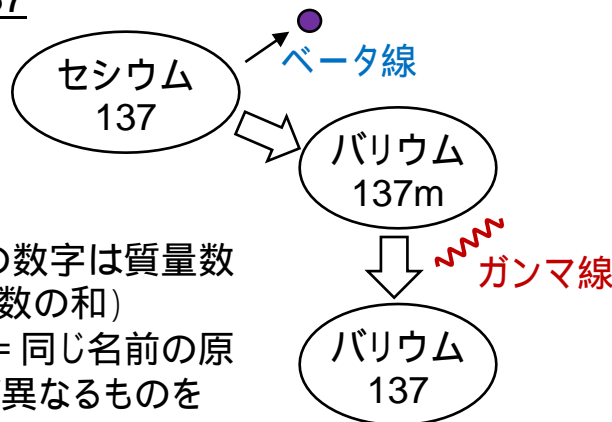 37
セシウム
137
ベータ線
バリウム
137m
ガンマ線
の数字は質量数
数の和)
= 同じ名前の原
異なるものを
バリウム
137